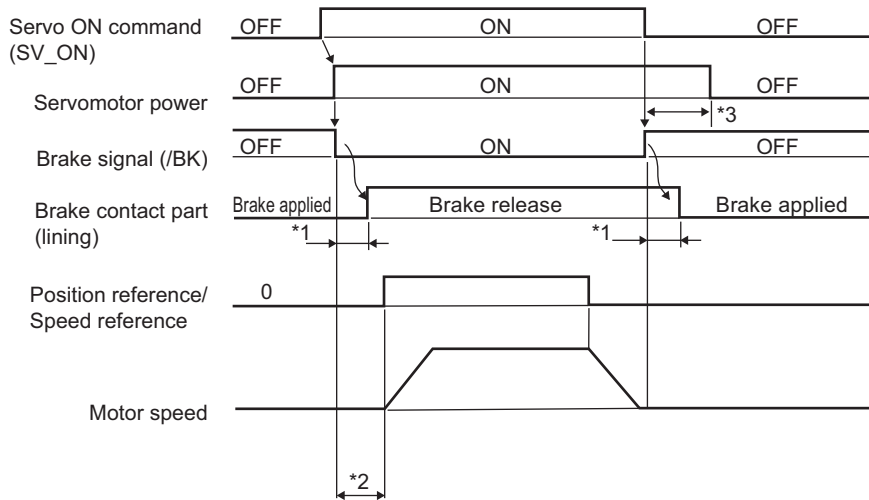 Servo ON command
(SV_ON)
OFF
ON
OFF
Servomotor power
OFF
ON
OFF
*3
Brake signal (/BK)
OFF
ON
OFF
Brake contact part
(lining)
Brake applied
Brake release
Brake applied
*1
*1
Position reference/
Speed reference
0
Motor speed
*2